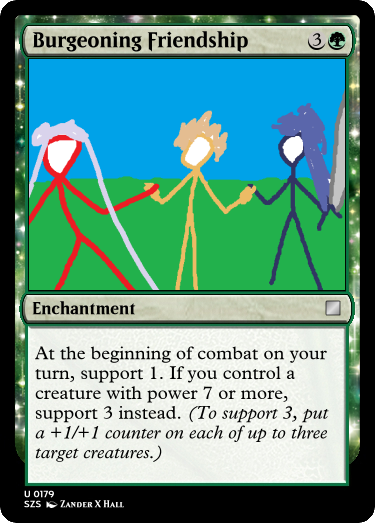 Burgeoning Friendship 3
Enchantment
At the beginning of combat on your
turn, support 1. If you control a
creature with power 7 or more,
support 3 instead. (To support 3, put
a +1/+1 counter on each of up to three
target creatures.)
U 0179
SZS Zander X Hall